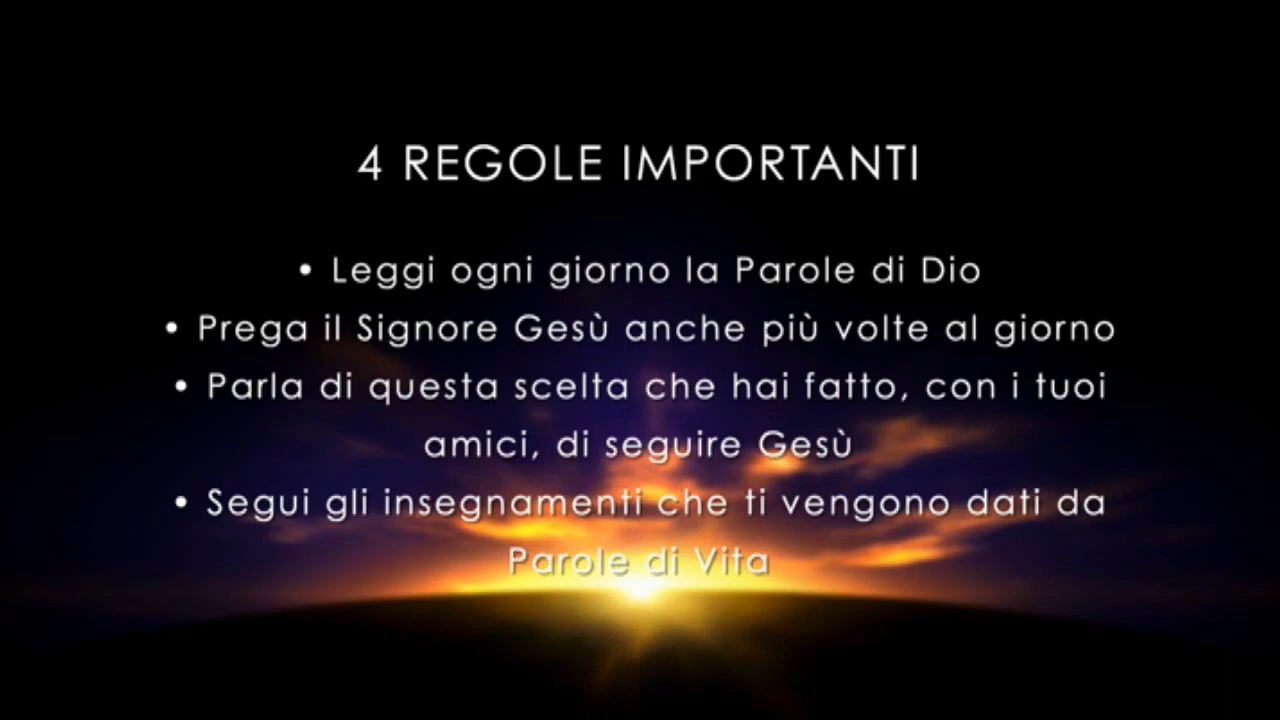 4 REGOLE IMPORTANTI
• Leggi ogni giorno la Parole di Dio
• Prega il Signore Gesù anche più volte al giorno
• Parla di questa scelta che hai fatto, con i tuoi
amici, di seguire Gesù
• Segui gli insegnamenti che ti vengono dati da
Parole di Vita